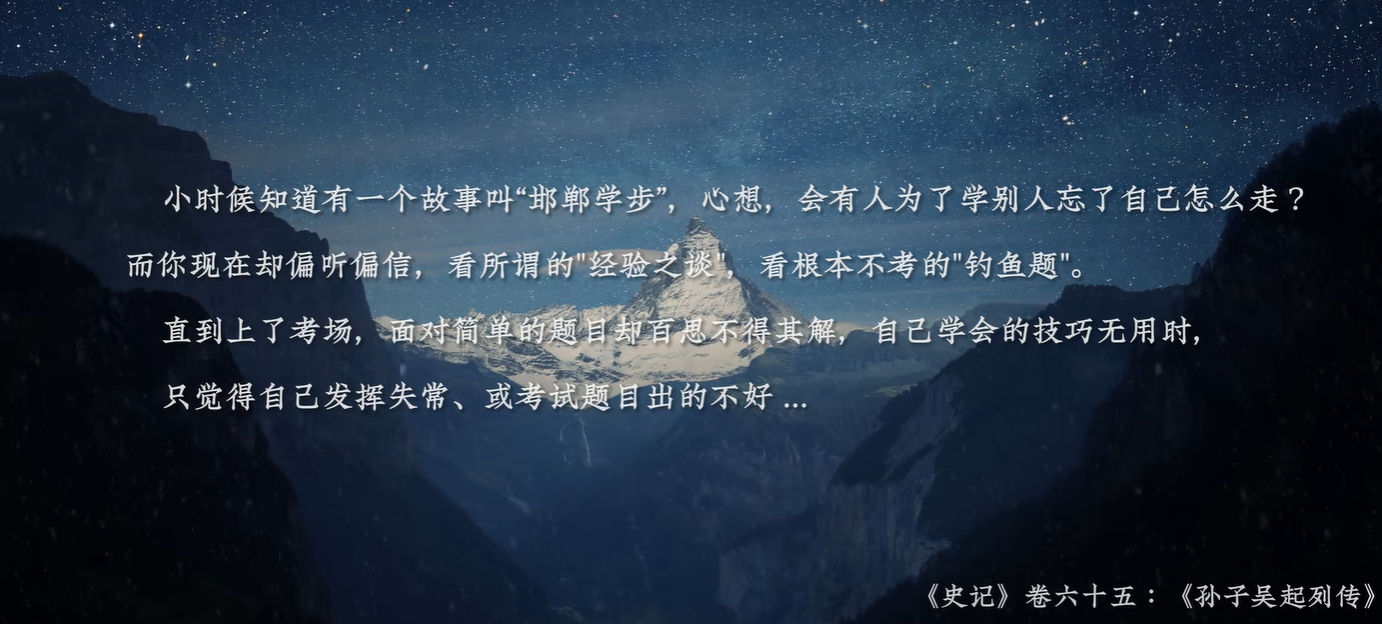 小时候知道有一个故事叫“邯郸学步”，心想，会有人为了学别人忘了自己怎么走？
而你现在却偏听偏信，看所谓的"经验之谈"，看根本不考的"钓鱼题"。
直到上了考场，面对简单的题目却百思不得其解，自己学会的技巧无用时，
只觉得自己发挥失常、或考试题目出的不好 ...
《史记》卷六十五：《孙子吴起列传》